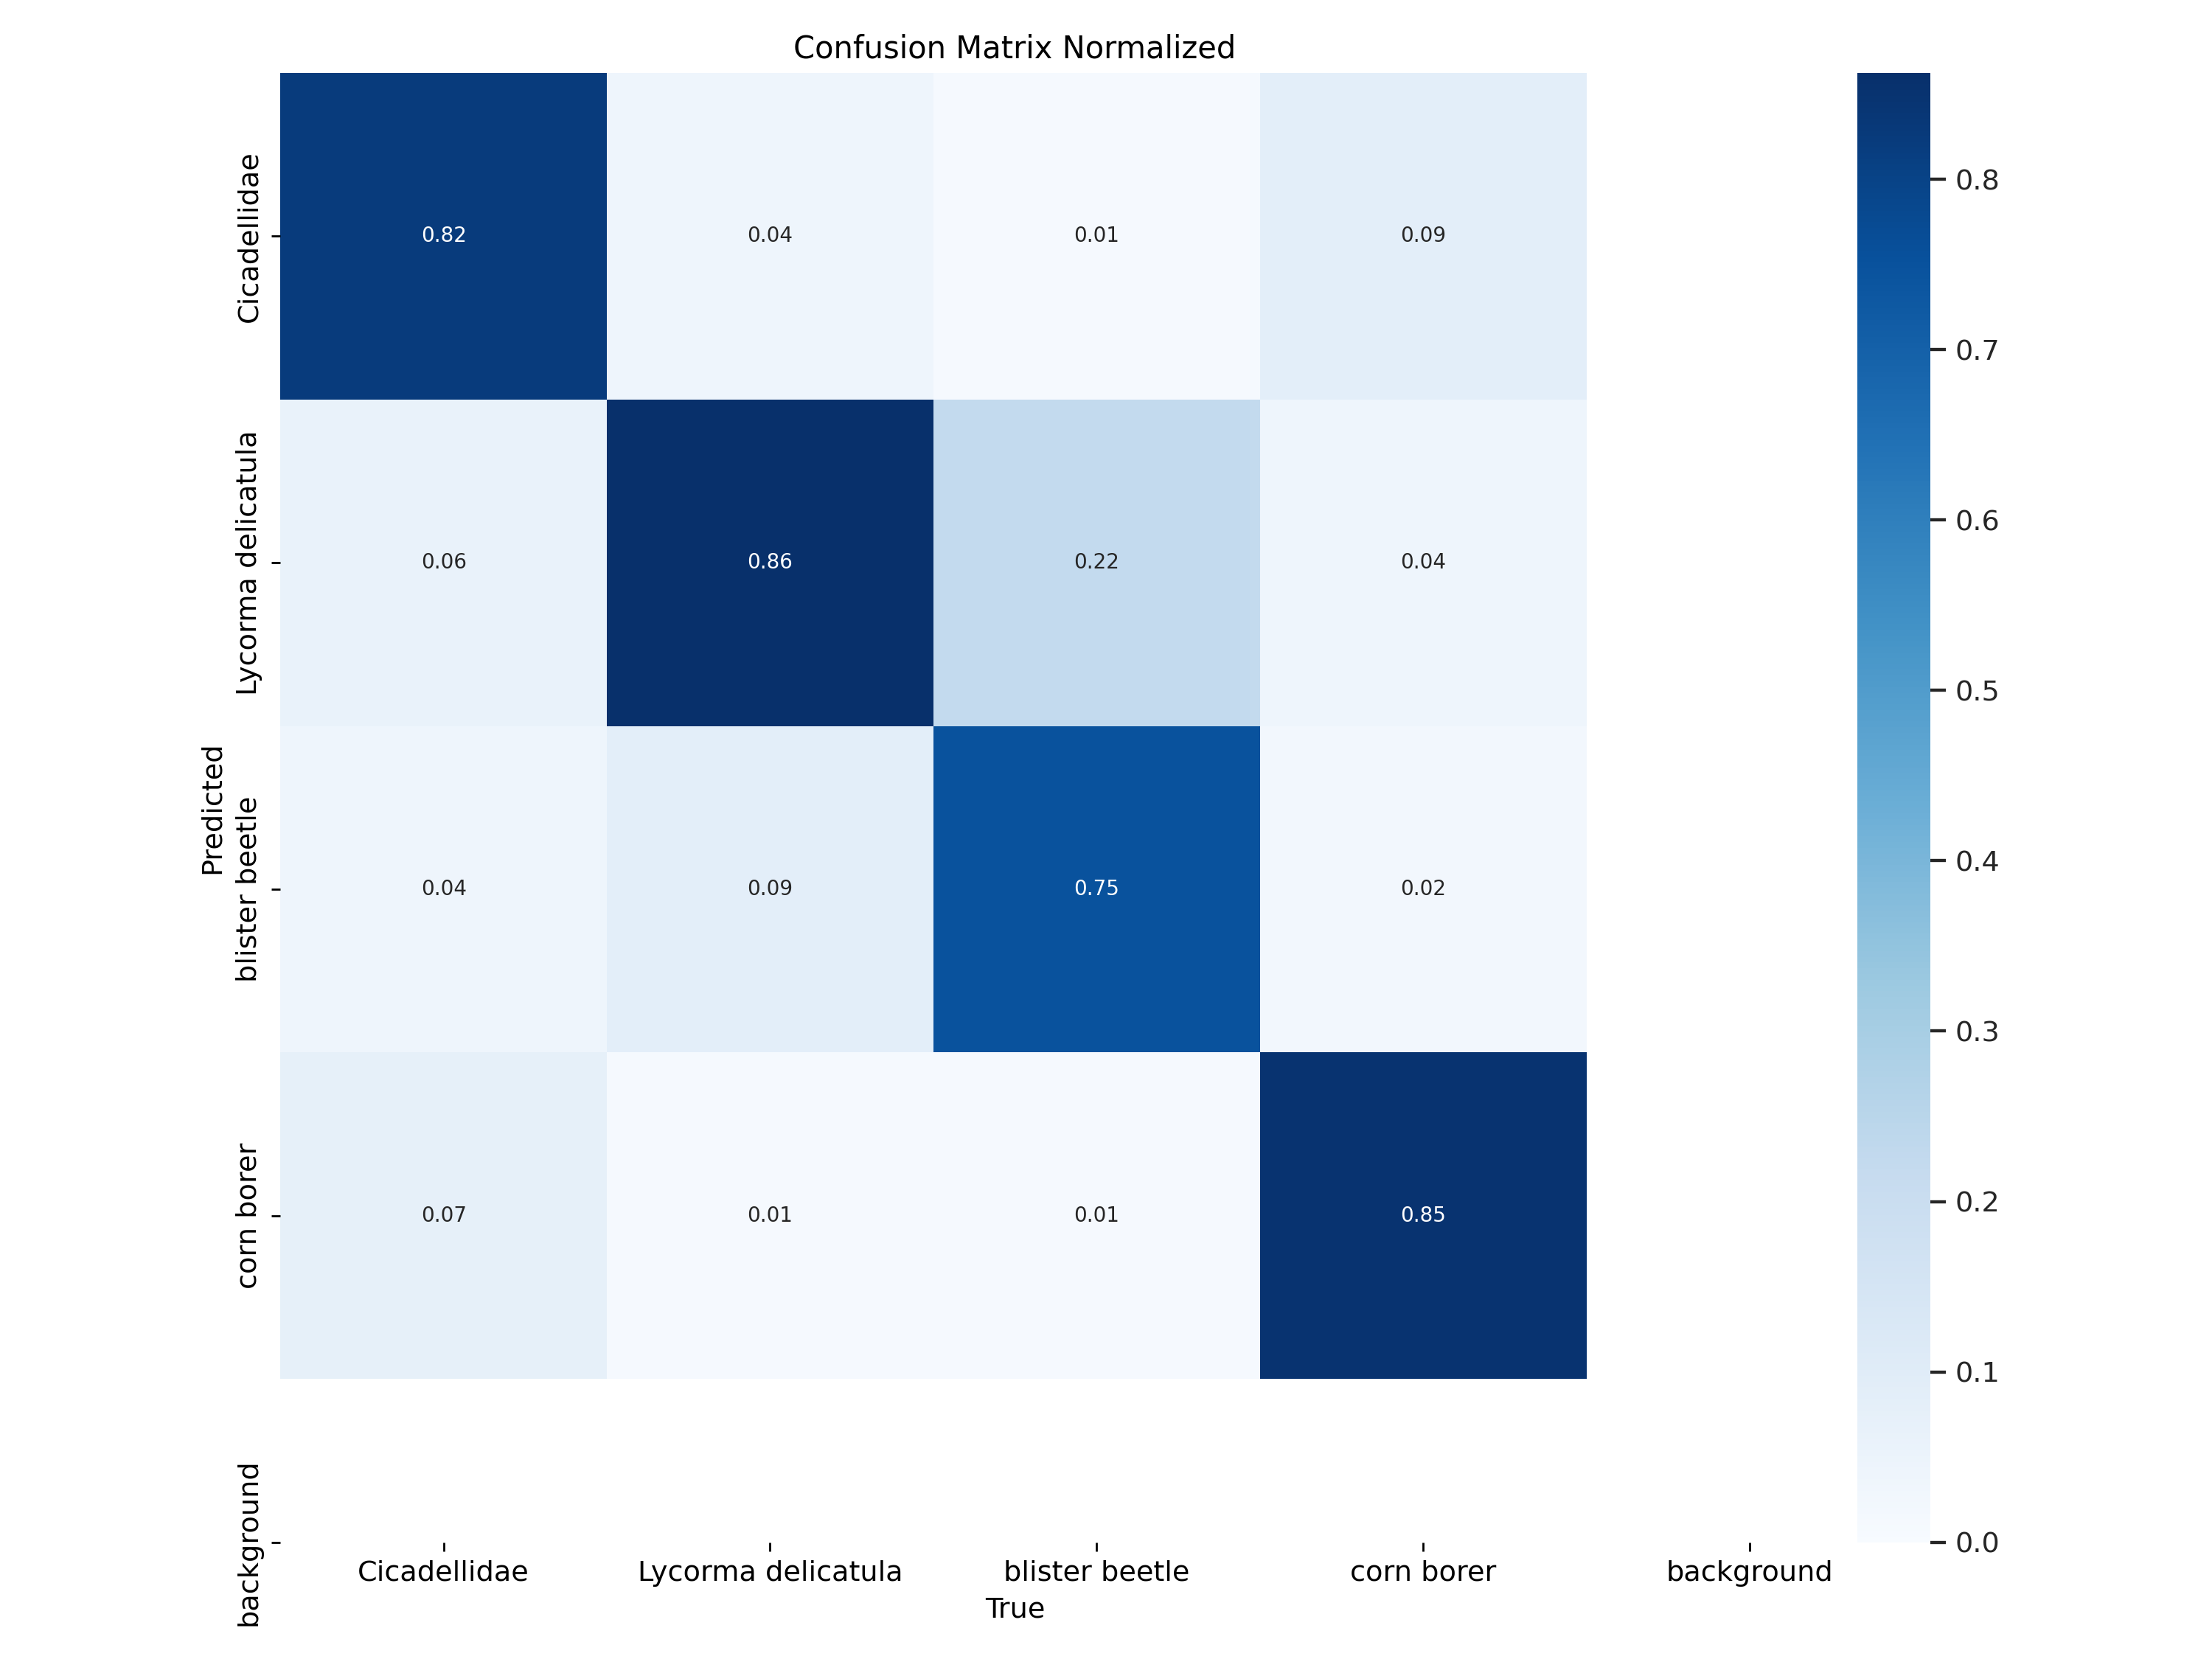 Confusion Matrix Normalized
Predicted
Cicadellidae
0.82 0.04 0.01 0.09
Lycorma delicatula
0.06 0.86 0.22 0.04
blister beetle
0.04 0.09 0.75 0.02
corn borer
0.07 0.01 0.01 0.85
background
Cicadellidae Lycorma delicatula blister beetle corn borer background
True
0.8
0.7
0.6
0.5
0.4
0.3
0.2
0.1
0.0